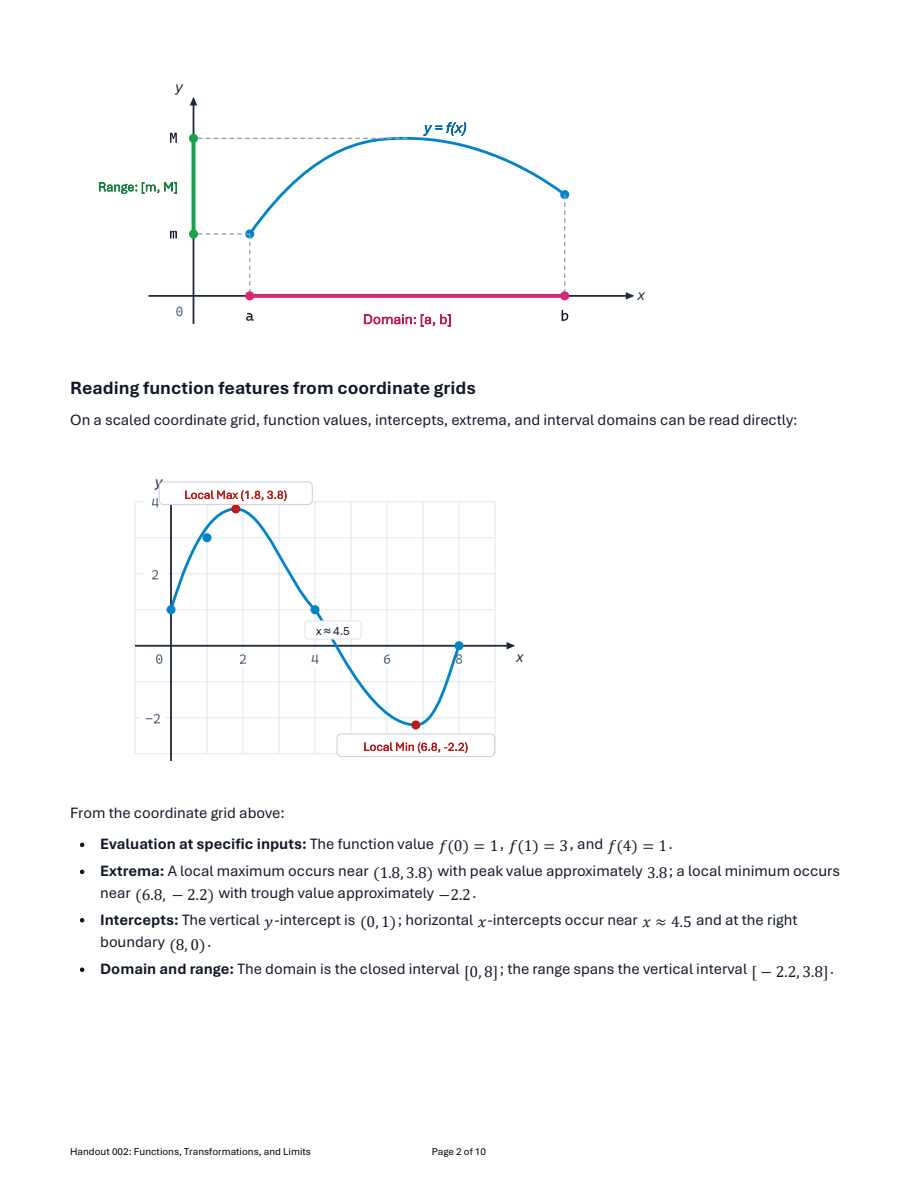 y
M
y = f(x)
Range: [m, M]
m
x
0
a
Domain: [a, b]
b
Reading function features from coordinate grids
On a scaled coordinate grid, function values, intercepts, extrema, and interval domains can be read directly:
y
Local Max (1.8, 3.8)
4
2
x ≈ 4.5
0
2
4
6
8
x
−2
Local Min (6.8, -2.2)
From the coordinate grid above:
• Evaluation at specific inputs: The function value f(0) = 1, f(1) = 3, and f(4) = 1.
• Extrema: A local maximum occurs near (1.8, 3.8) with peak value approximately 3.8; a local minimum occurs
near (6.8, − 2.2) with trough value approximately −2.2.
• Intercepts: The vertical y-intercept is (0, 1); horizontal x-intercepts occur near x ≈ 4.5 and at the right
boundary (8, 0).
• Domain and range: The domain is the closed interval [0, 8]; the range spans the vertical interval [ − 2.2, 3.8].
Handout 002: Functions, Transformations, and Limits
Page 2 of 10